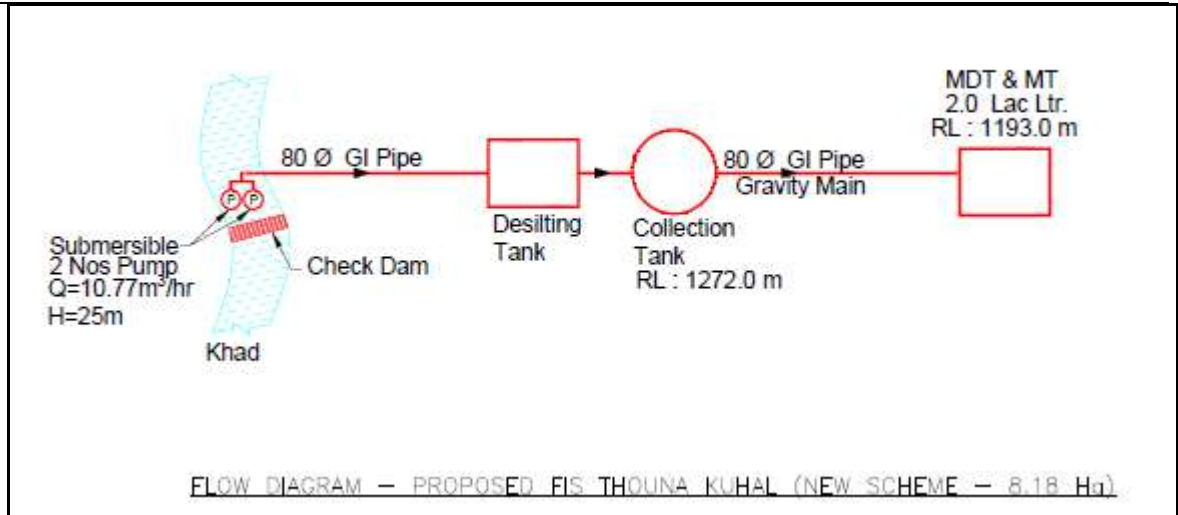 MDT & MT
2.0 Lac Ltr.
RL : 1193.0 m
80 Ø GI Pipe
80 Ø GI Pipe
Gravity Main
P P
Desilting
Tank
Collection
Tank
RL : 1272.0 m
Submersible
2 Nos Pump
Q=10.77m³/hr
H=25m
Check Dam
Khad
FLOW DIAGRAM – PROPOSED FIS THOUNA KUHAL (NEW SCHEME – 8.18 Ha)